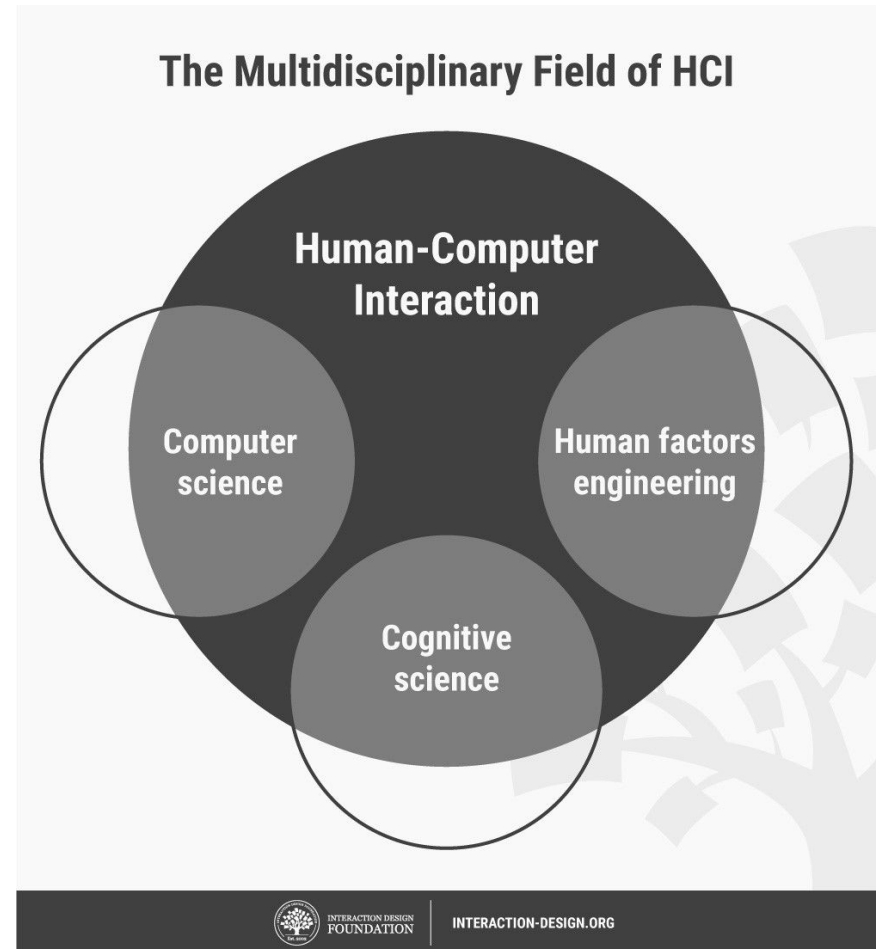 The Multidisciplinary Field of HCI
Human-Computer
Interaction
Computer
science
Human factors
engineering
Cognitive
science
INTERACTION DESIGN
FOUNDATION
INTERACTION-DESIGN.ORG